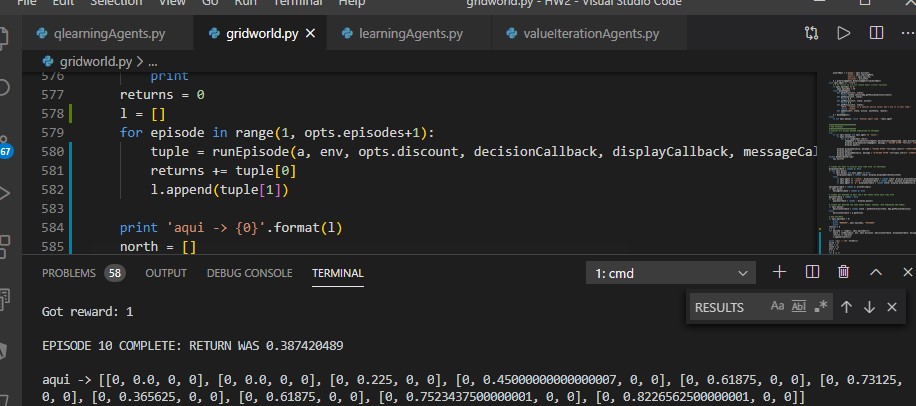 File Edit Selection View Go Run Terminal Help gridworld.py - HW2 - Visual Studio Code
qlearningAgents.py gridworld.py learningAgents.py valueIterationAgents.py
gridworld.py > ...
67
576 print
577 returns = 0
578 l = []
579 for episode in range(1, opts.episodes+1):
580 tuple = runEpisode(a, env, opts.discount, decisionCallback, displayCallback, messageCal
581 returns += tuple[0]
582 l.append(tuple[1])
583
584 print 'aqui -> {0}'.format(l)
585 north = []
PROBLEMS 58 OUTPUT DEBUG CONSOLE TERMINAL 1: cmd
RESULTS Aa Abl .*
Got reward: 1
EPISODE 10 COMPLETE: RETURN WAS 0.387420489
aqui -> [[0, 0.0, 0, 0], [0, 0.0, 0, 0], [0, 0.225, 0, 0], [0, 0.45000000000000007, 0, 0], [0, 0.61875, 0, 0], [0, 0.73125,
0, 0], [0, 0.365625, 0, 0], [0, 0.61875, 0, 0], [0, 0.7523437500000001, 0, 0], [0, 0.8226562500000001, 0, 0]]